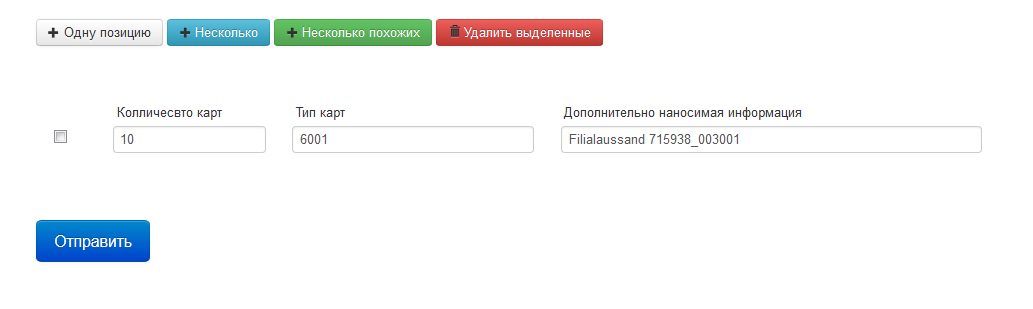 Одну позицию Несколько Несколько похожих Удалить выделенные
Колличесвто карт Тип карт Дополнительно наносимая информация
10 6001 Filialaussand 715938_003001
Отправить